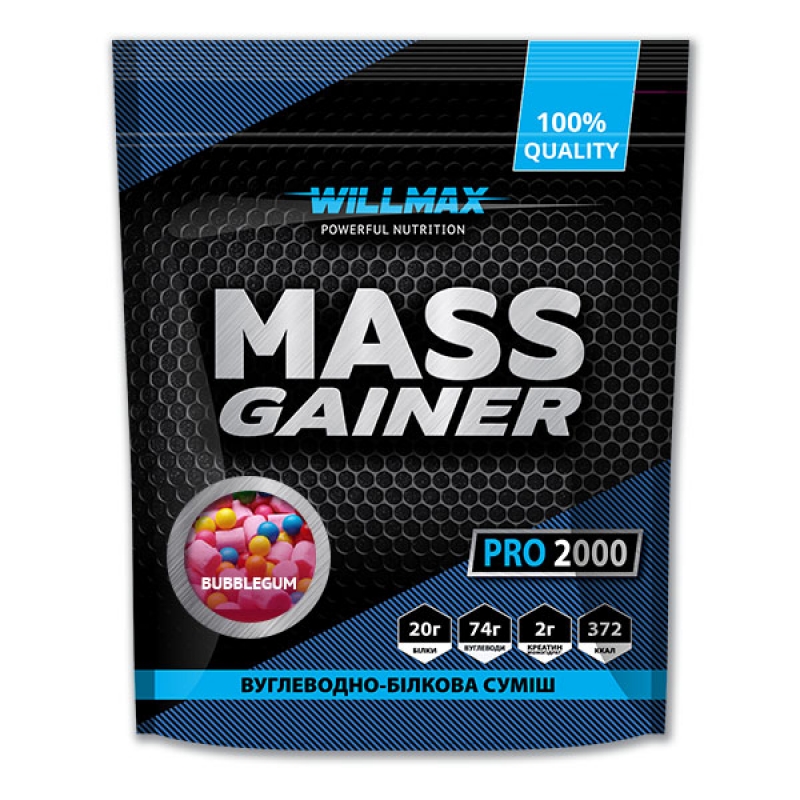 100%
QUALITY
WILLMAX
POWERFUL NUTRITION
MASS
GAINER
BUBBLEGUM
PRO 2000
20г
БІЛКИ
74г
ВУГЛЕВОДИ
2г
КРЕАТИН
МОНОГІДРАТ
372
ККАЛ
ВУГЛЕВОДНО-БІЛКОВА СУМІШ